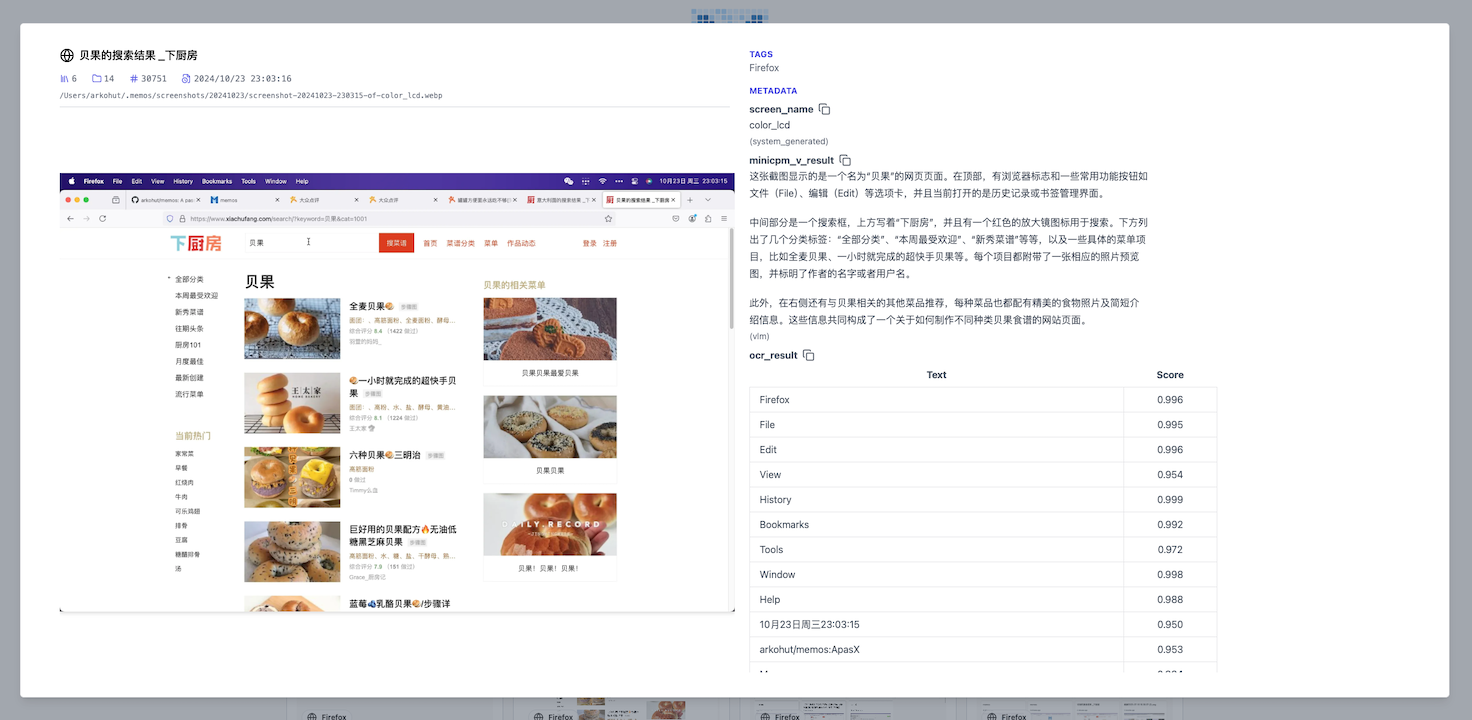 贝果的搜索结果 _下厨房
6 14 # 30751 2024/10/23 23:03:16
/Users/arkohut/.memos/screenshots/20241023/screenshot-20241023-230315-of-color_lcd.webp
Firefox File Edit View History Bookmarks Tools Window Help 10月23日 周三 23:03:15
arkohut/memos: A pas 大众点评 大众点评 意大利面的搜索结果 _下 贝果的搜索结果 _下厨房
memos
https://www.xiachufang.com/search/?keyword=贝果&cat=1001
下厨房 贝果 搜菜谱 首页 菜谱分类 菜单 作品动态 登录 注册
全部分类
本周最受欢迎
新秀菜谱
往期头条
厨房101
月度最佳
最新创建
流行菜单
当前热门
家常菜
早餐
红烧肉
牛肉
可乐鸡翅
排骨
豆腐
糖醋排骨
汤
贝果
全麦贝果🥯 步骤图
面团：、高筋面粉、全麦面粉、酵母...
综合评分 8.4 （1422 做过）
🥯一小时就完成的超快手贝
果 步骤图
面团：、高粉、水、盐、酵母、黄油...
综合评分 8.1 （1224 做过）
王太家
王太家
六种贝果🥯三明治 步骤图
高筋面粉
0 做过
巨好用的贝果配方🔥无油低
糖黑芝麻贝果 步骤图
高筋面粉、水、糖、盐、干酵母、熟...
综合评分 7.9 （151 做过）
Grace_厨房记
蓝莓🫐乳酪贝果🥯/步骤详
贝果的相关菜单
贝果贝果最爱贝果
贝果贝果
DAILY.RECORD
贝果！贝果！贝果！
TAGS
Firefox
METADATA
screen_name
color_lcd
(system_generated)
minicpm_v_result
这张截图显示的是一个名为“贝果”的网页页面。在顶部，有浏览器标志和一些常用功能按钮如
文件（File）、编辑（Edit）等选项卡，并且当前打开的是历史记录或书签管理界面。
中间部分是一个搜索框，上方写着“下厨房”，并且有一个红色的放大镜图标用于搜索。下方列
出了几个分类标签：“全部分类”、“本周最受欢迎”、“新秀菜谱”等等，以及一些具体的菜单项
目，比如全麦贝果、一小时就完成的超快手贝果等。每个项目都附带了一张相应的照片预览
图，并标明了作者的名字或者用户名。
此外，在右侧还有与贝果相关的其他菜品推荐，每种菜品也都配有精美的食物照片及简短介
绍信息。这些信息共同构成了一个关于如何制作不同种类贝果食谱的网站页面。
(vlm)
ocr_result
Text Score
Firefox 0.996
File 0.995
Edit 0.996
View 0.954
History 0.999
Bookmarks 0.992
Tools 0.972
Window 0.998
Help 0.988
10月23日周三23:03:15 0.950
arkohut/memos:ApasX 0.953
Firefox Firefox Firefox Firefox